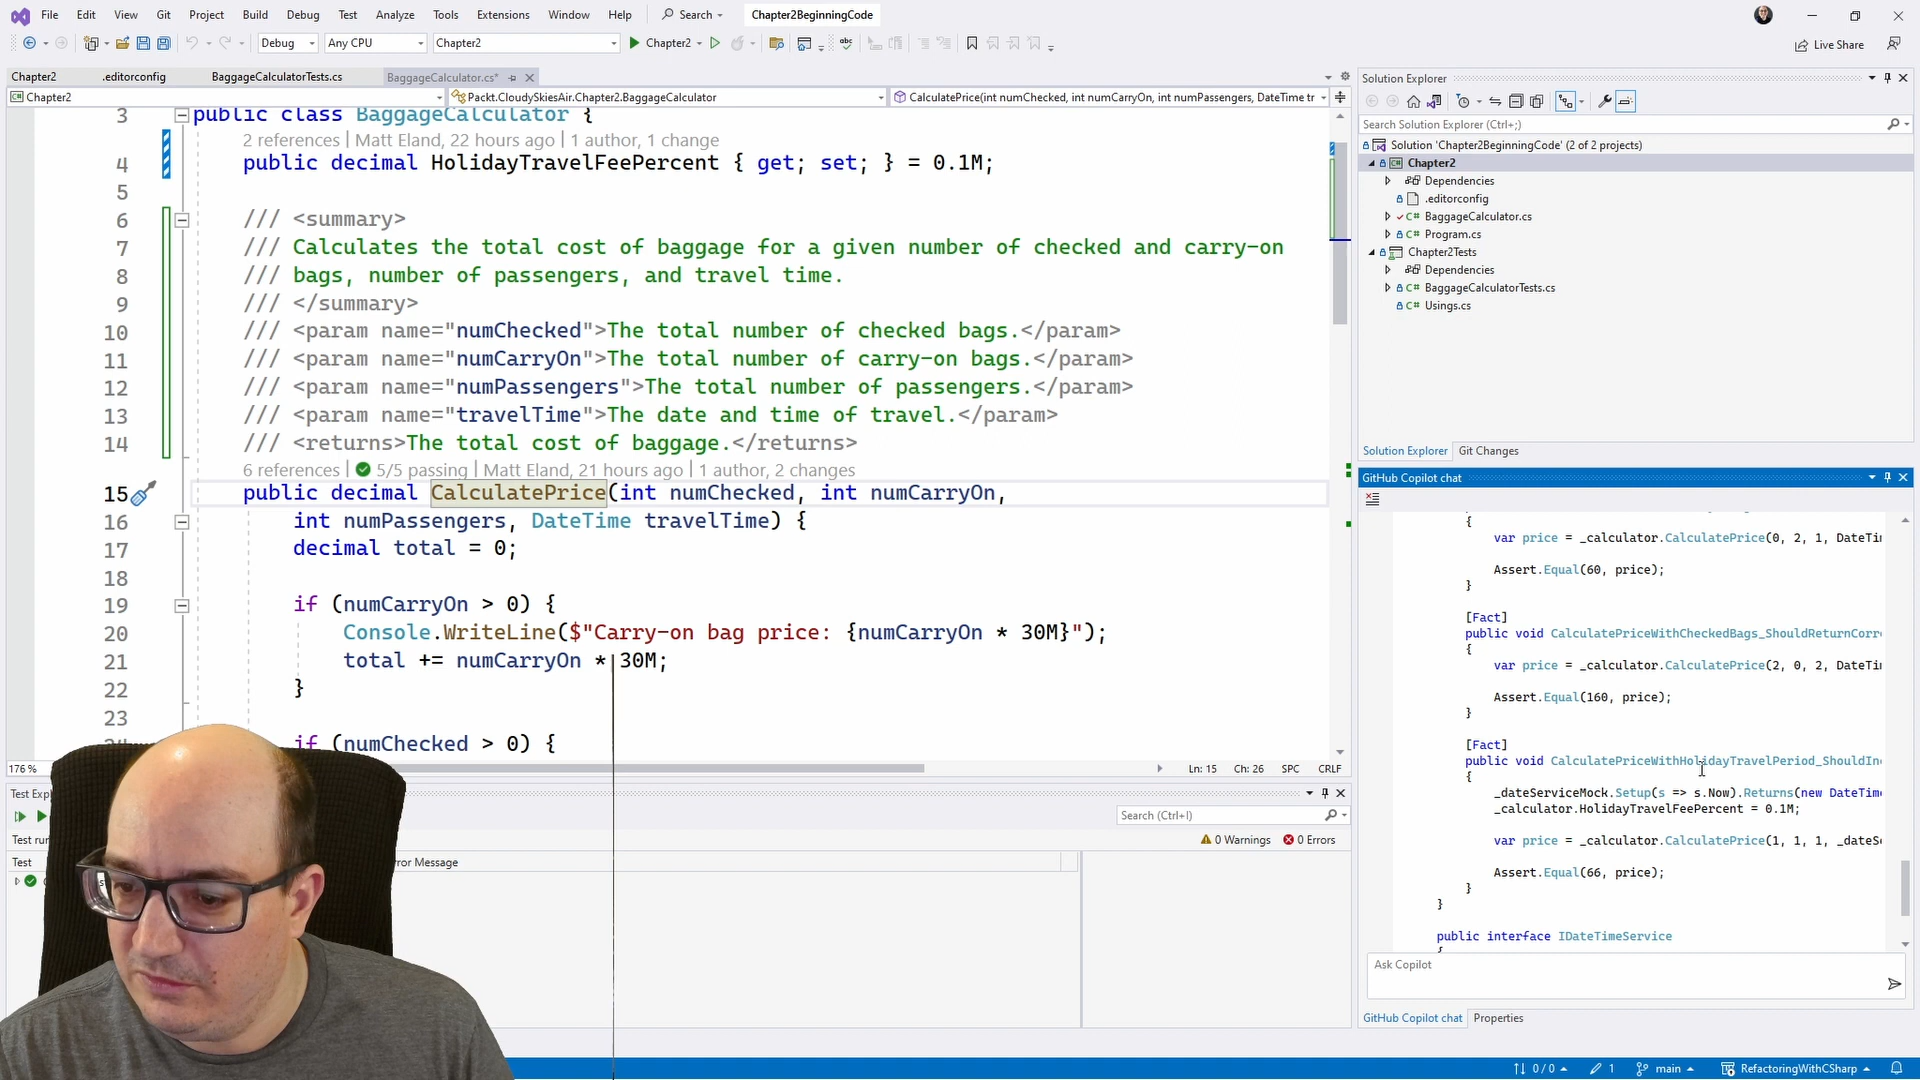 File Edit View Git Project Build Debug Test Analyze Tools Extensions Window Help Search Chapter2BeginningCode
Debug Any CPU Chapter2 Chapter2 Live Share
Chapter2 .editorconfig BaggageCalculatorTests.cs BaggageCalculator.cs*
Chapter2 Packt.CloudySkiesAir.Chapter2.BaggageCalculator CalculatePrice(int numChecked, int numCarryOn, int numPassengers, DateTime tr
3 public class BaggageCalculator {
2 references | Matt Eland, 22 hours ago | 1 author, 1 change
4 public decimal HolidayTravelFeePercent { get; set; } = 0.1M;
5
6 /// <summary>
7 /// Calculates the total cost of baggage for a given number of checked and carry-on
8 /// bags, number of passengers, and travel time.
9 /// </summary>
10 /// <param name="numChecked">The total number of checked bags.</param>
11 /// <param name="numCarryOn">The total number of carry-on bags.</param>
12 /// <param name="numPassengers">The total number of passengers.</param>
13 /// <param name="travelTime">The date and time of travel.</param>
14 /// <returns>The total cost of baggage.</returns>
6 references | 5/5 passing | Matt Eland, 21 hours ago | 1 author, 2 changes
15 public decimal CalculatePrice(int numChecked, int numCarryOn,
16 int numPassengers, DateTime travelTime) {
17 decimal total = 0;
18
19 if (numCarryOn > 0) {
20 Console.WriteLine($"Carry-on bag price: {numCarryOn * 30M}");
21 total += numCarryOn * 30M;
22 }
23
if (numChecked > 0) {
176 % Ln: 15 Ch: 26 SPC CRLF
Test Expl
Search (Ctrl+I)
Test run
0 Warnings 0 Errors
Test
ror Message
Solution Explorer
Search Solution Explorer (Ctrl+;)
Solution 'Chapter2BeginningCode' (2 of 2 projects)
Chapter2
Dependencies
.editorconfig
BaggageCalculator.cs
Program.cs
Chapter2Tests
Dependencies
BaggageCalculatorTests.cs
Usings.cs
Solution Explorer Git Changes
GitHub Copilot chat
{
var price = _calculator.CalculatePrice(0, 2, 1, DateTi
Assert.Equal(60, price);
}
[Fact]
public void CalculatePriceWithCheckedBags_ShouldReturnCorre
{
var price = _calculator.CalculatePrice(2, 0, 2, DateTi
Assert.Equal(160, price);
}
[Fact]
public void CalculatePriceWithHolidayTravelPeriod_ShouldInc
{
_dateServiceMock.Setup(s => s.Now).Returns(new DateTime
_calculator.HolidayTravelFeePercent = 0.1M;
var price = _calculator.CalculatePrice(1, 1, 1, _dateS
Assert.Equal(66, price);
}
}
public interface IDateTimeService
{
Ask Copilot
GitHub Copilot chat Properties
0 / 0 1 main RefactoringWithCSharp